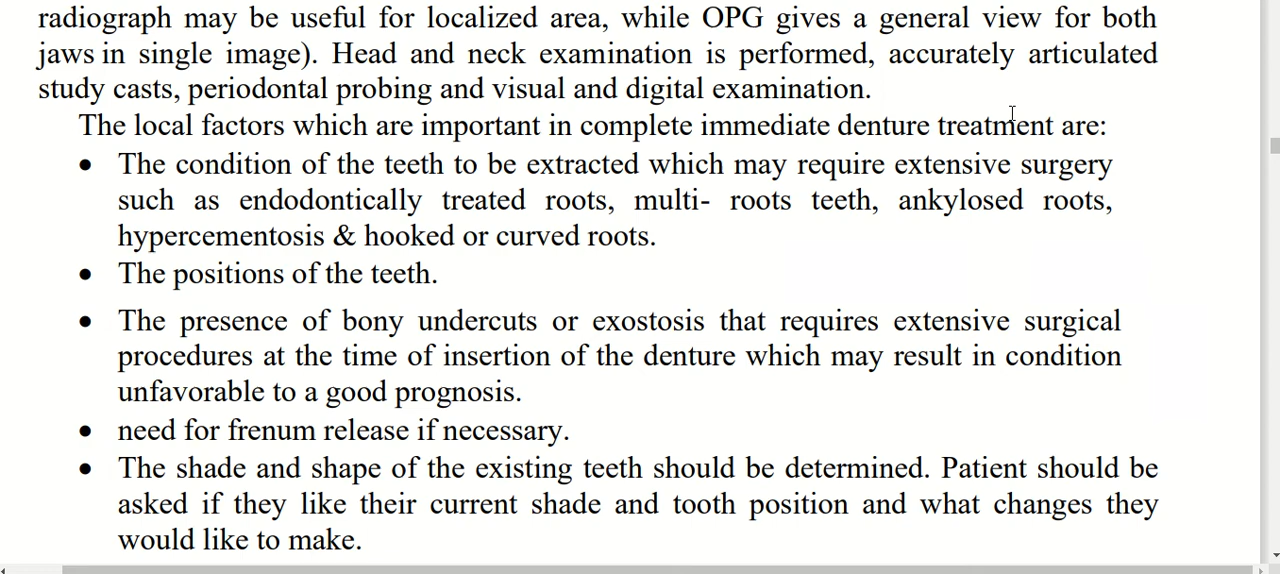 radiograph may be useful for localized area, while OPG gives a general view for both
jaws in single image). Head and neck examination is performed, accurately articulated
study casts, periodontal probing and visual and digital examination.
The local factors which are important in complete immediate denture treatment are:
• The condition of the teeth to be extracted which may require extensive surgery
such as endodontically treated roots, multi- roots teeth, ankylosed roots,
hypercementosis & hooked or curved roots.
• The positions of the teeth.
• The presence of bony undercuts or exostosis that requires extensive surgical
procedures at the time of insertion of the denture which may result in condition
unfavorable to a good prognosis.
• need for frenum release if necessary.
• The shade and shape of the existing teeth should be determined. Patient should be
asked if they like their current shade and tooth position and what changes they
would like to make.